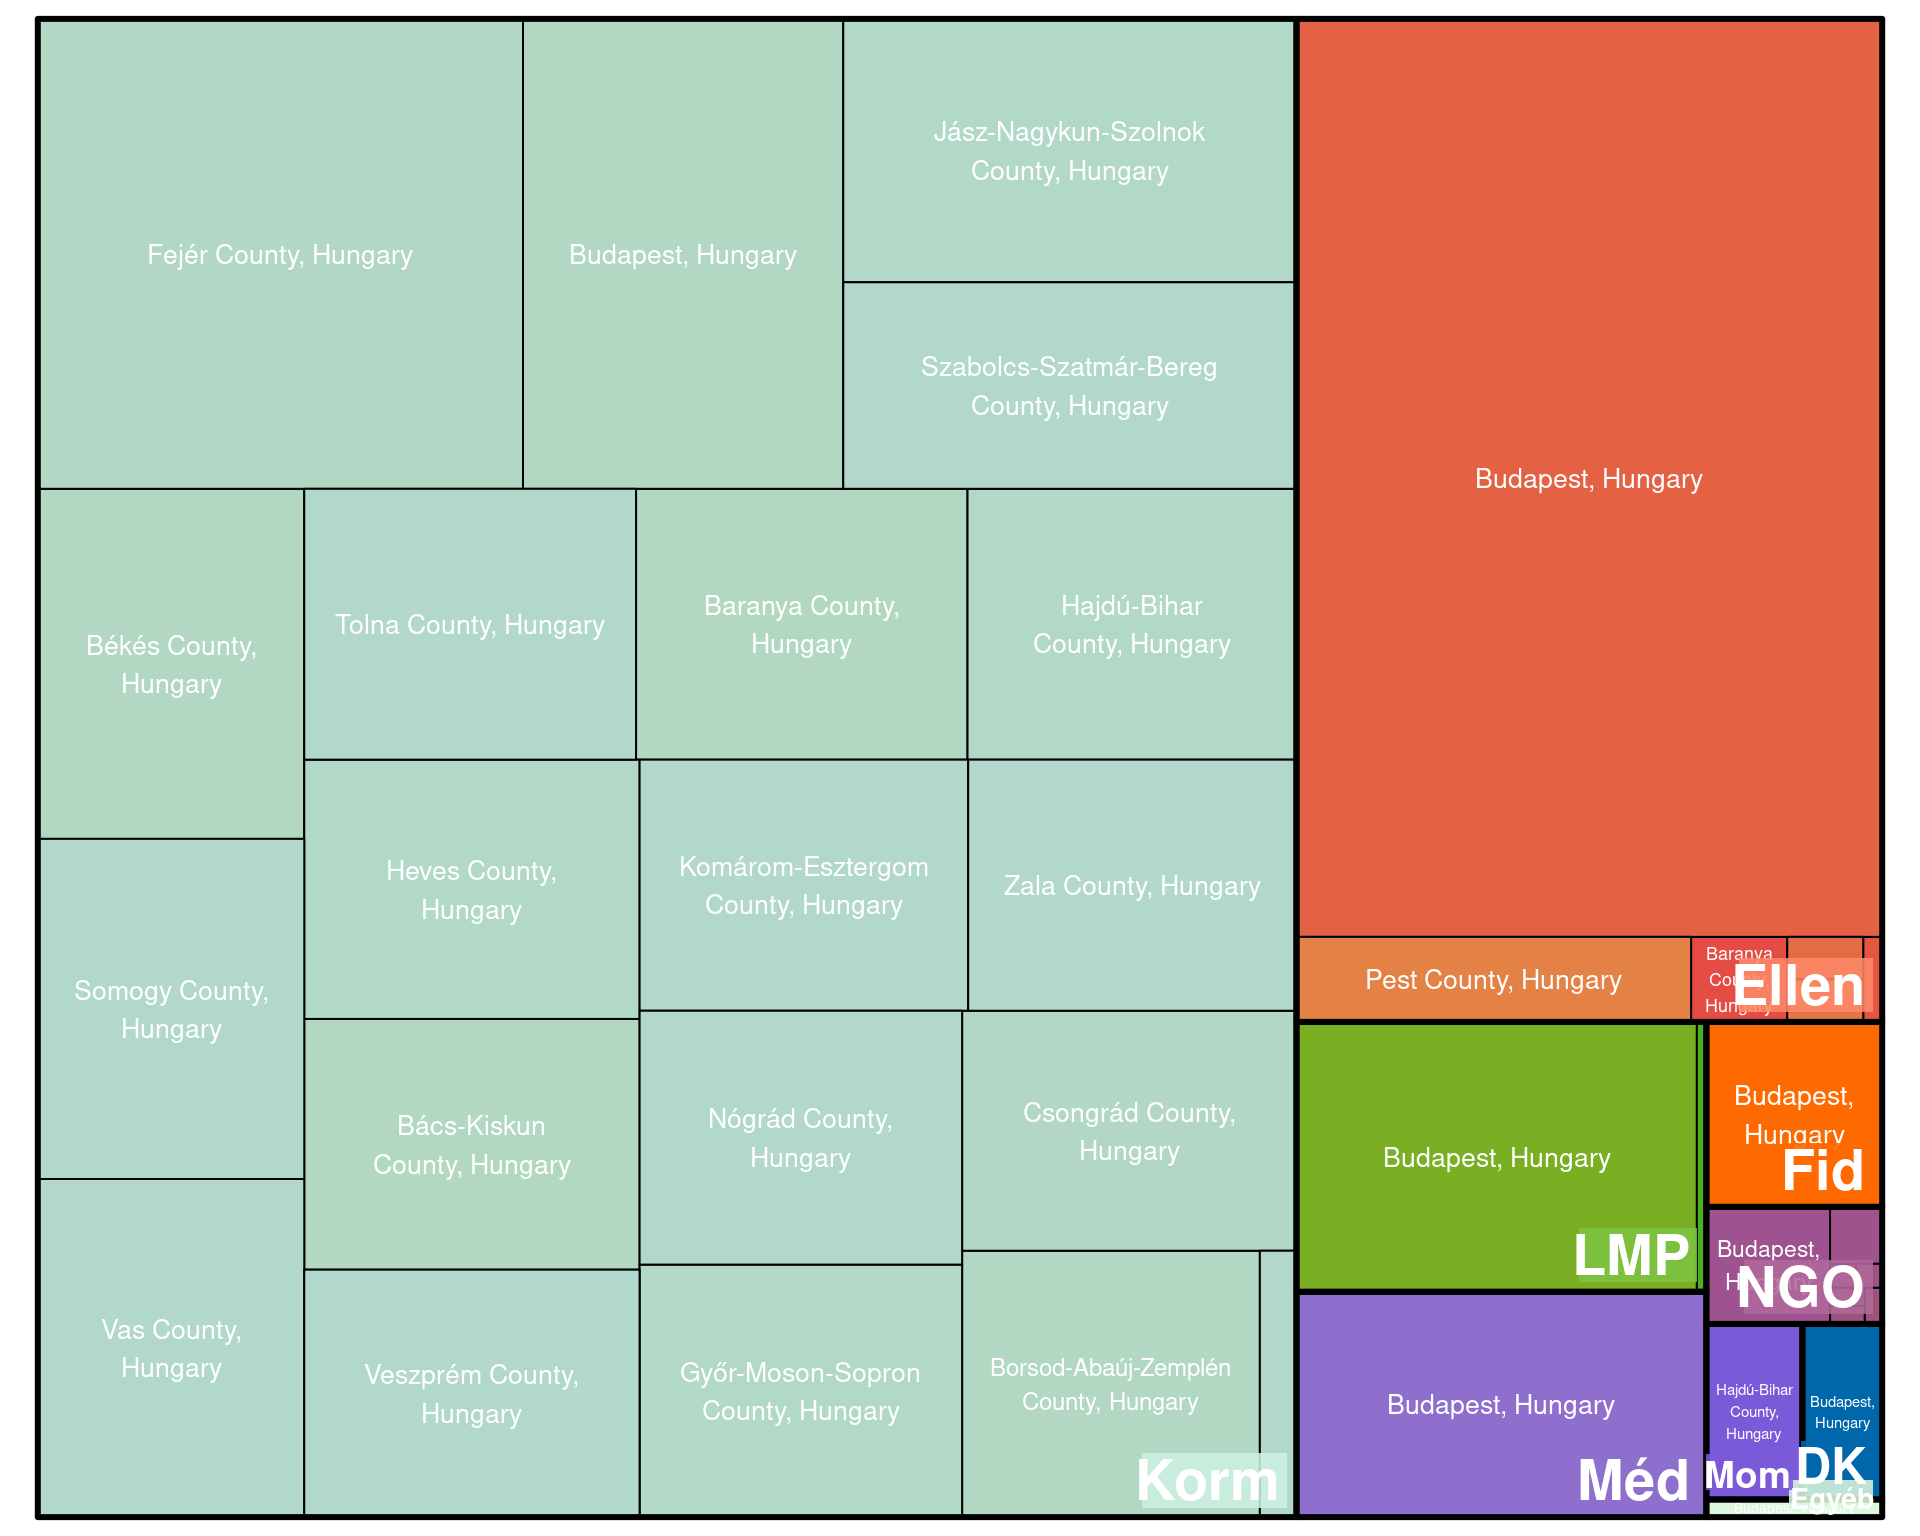 Fejér County, Hungary
Budapest, Hungary
Jász-Nagykun-Szolnok
County, Hungary
Szabolcs-Szatmár-Bereg
County, Hungary
Békés County,
Hungary
Tolna County, Hungary
Baranya County,
Hungary
Hajdú-Bihar
County, Hungary
Somogy County,
Hungary
Heves County,
Hungary
Komárom-Esztergom
County, Hungary
Zala County, Hungary
Bács-Kiskun
County, Hungary
Nógrád County,
Hungary
Csongrád County,
Hungary
Vas County,
Hungary
Veszprém County,
Hungary
Győr-Moson-Sopron
County, Hungary
Borsod-Abaúj-Zemplén
County, Hungary
Korm
Budapest, Hungary
Pest County, Hungary
Baranya
County,
Hungary
Ellen
Budapest, Hungary
LMP
Budapest,
Hungary
Fid
Budapest, Hungary
Méd
Budapest,
Hungary
NGO
Hajdú-Bihar
County,
Hungary
Mom
Budapest,
Hungary
DK
Egyéb
Budapest,